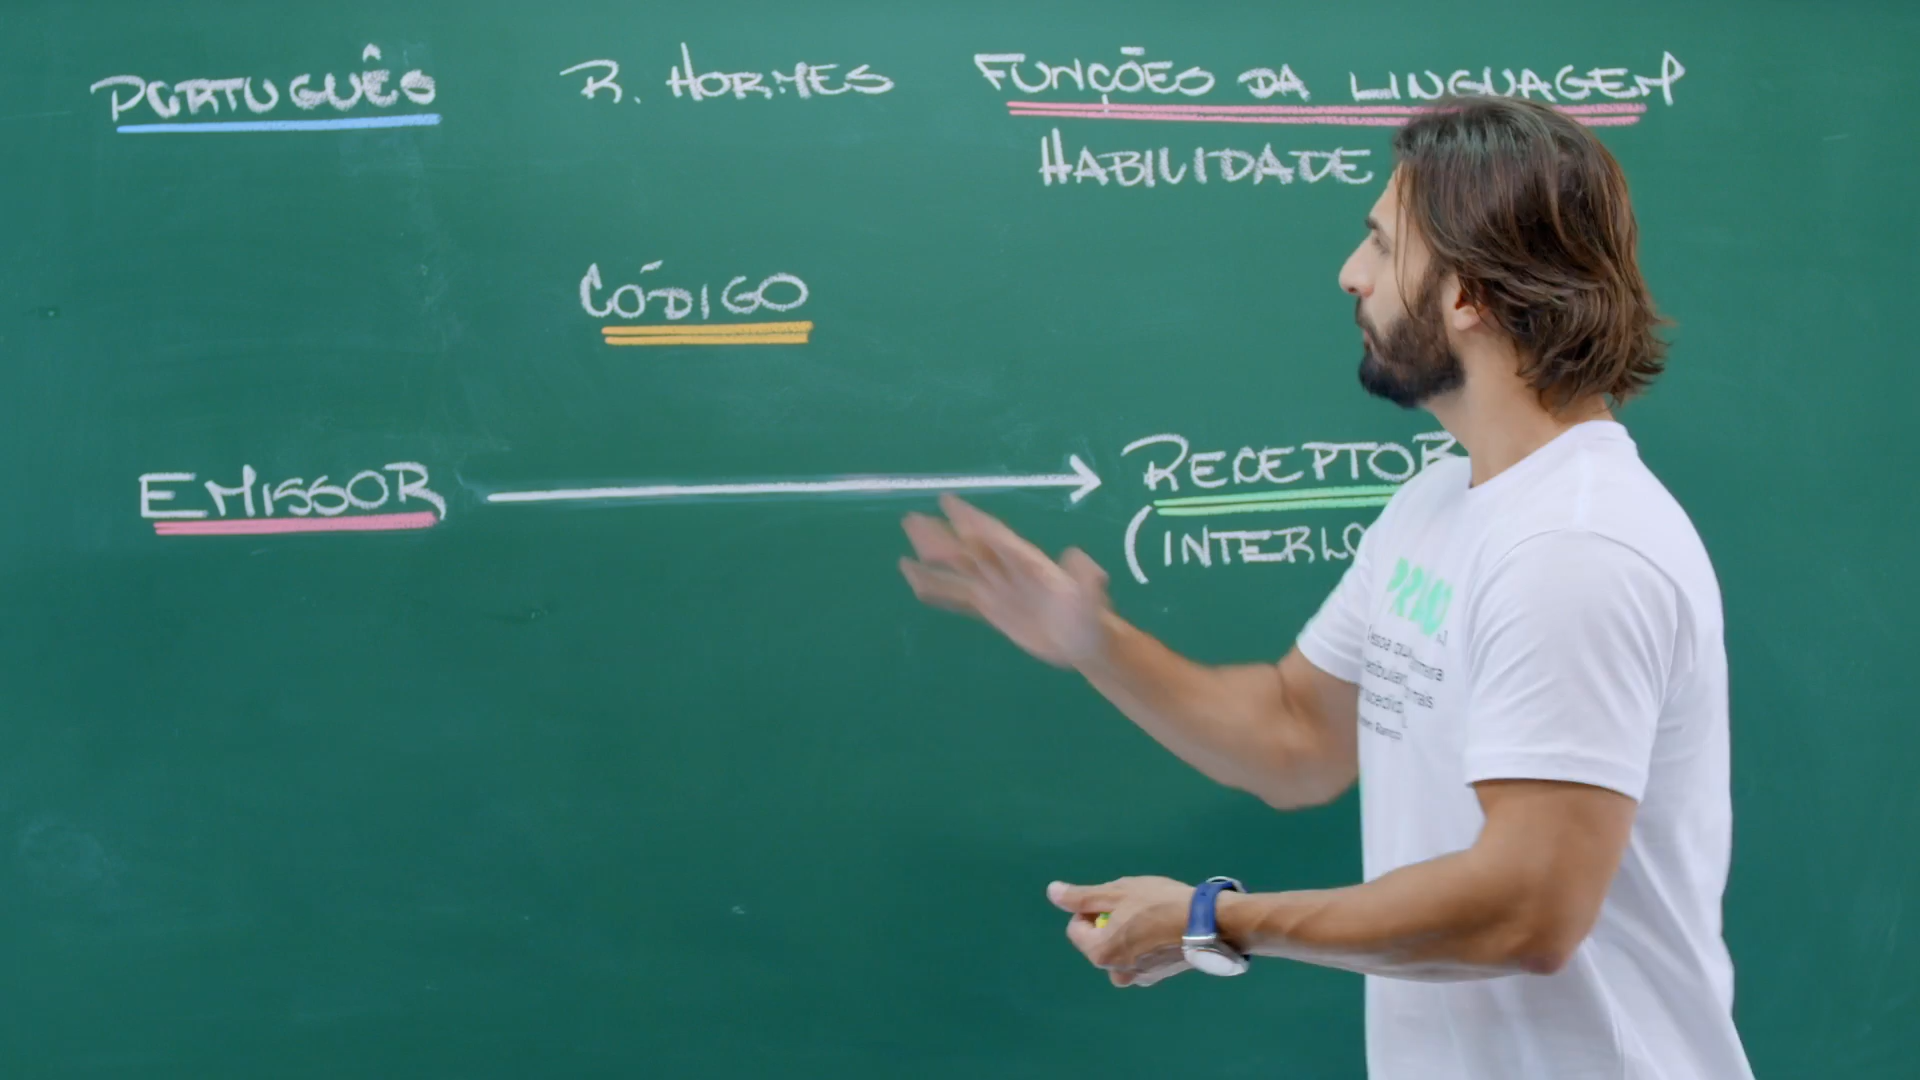 PORTUGUÊS
R. HORMES
FUNÇÕES DA LINGUAGEM
HABILIDADE
CÓDIGO
EMISSOR
RECEPTOR
(INTERLO